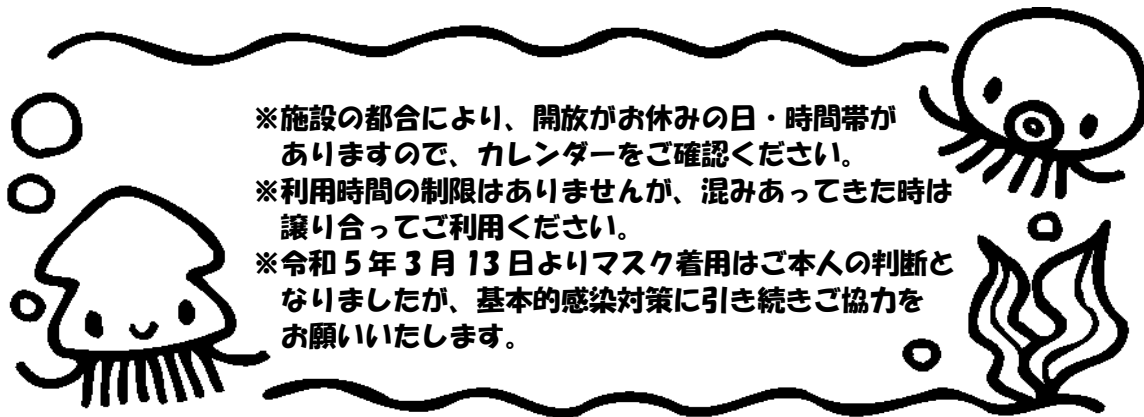 ※施設の都合により、開放がお休みの日・時間帯が
ありますので、カレンダーをご確認ください。
※利用時間の制限はありませんが、混みあってきた時は
譲り合ってご利用ください。
※令和5年3月13日よりマスク着用はご本人の判断と
なりましたが、基本的感染対策に引き続きご協力を
お願いいたします。